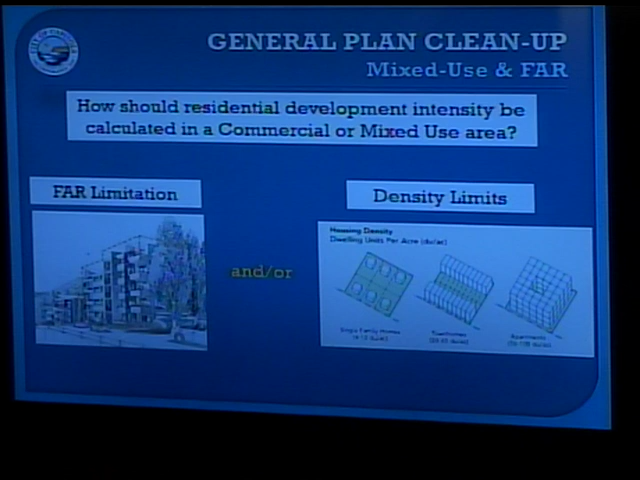 GENERAL PLAN CLEAN-UP
Mixed-Use & FAR
How should residential development intensity be
calculated in a Commercial or Mixed Use area?
FAR Limitation
Density Limits
and/or
Housing Density
Dwelling Units Per Acre (du/ac)
Single Family Homes
Townhomes
Apartments